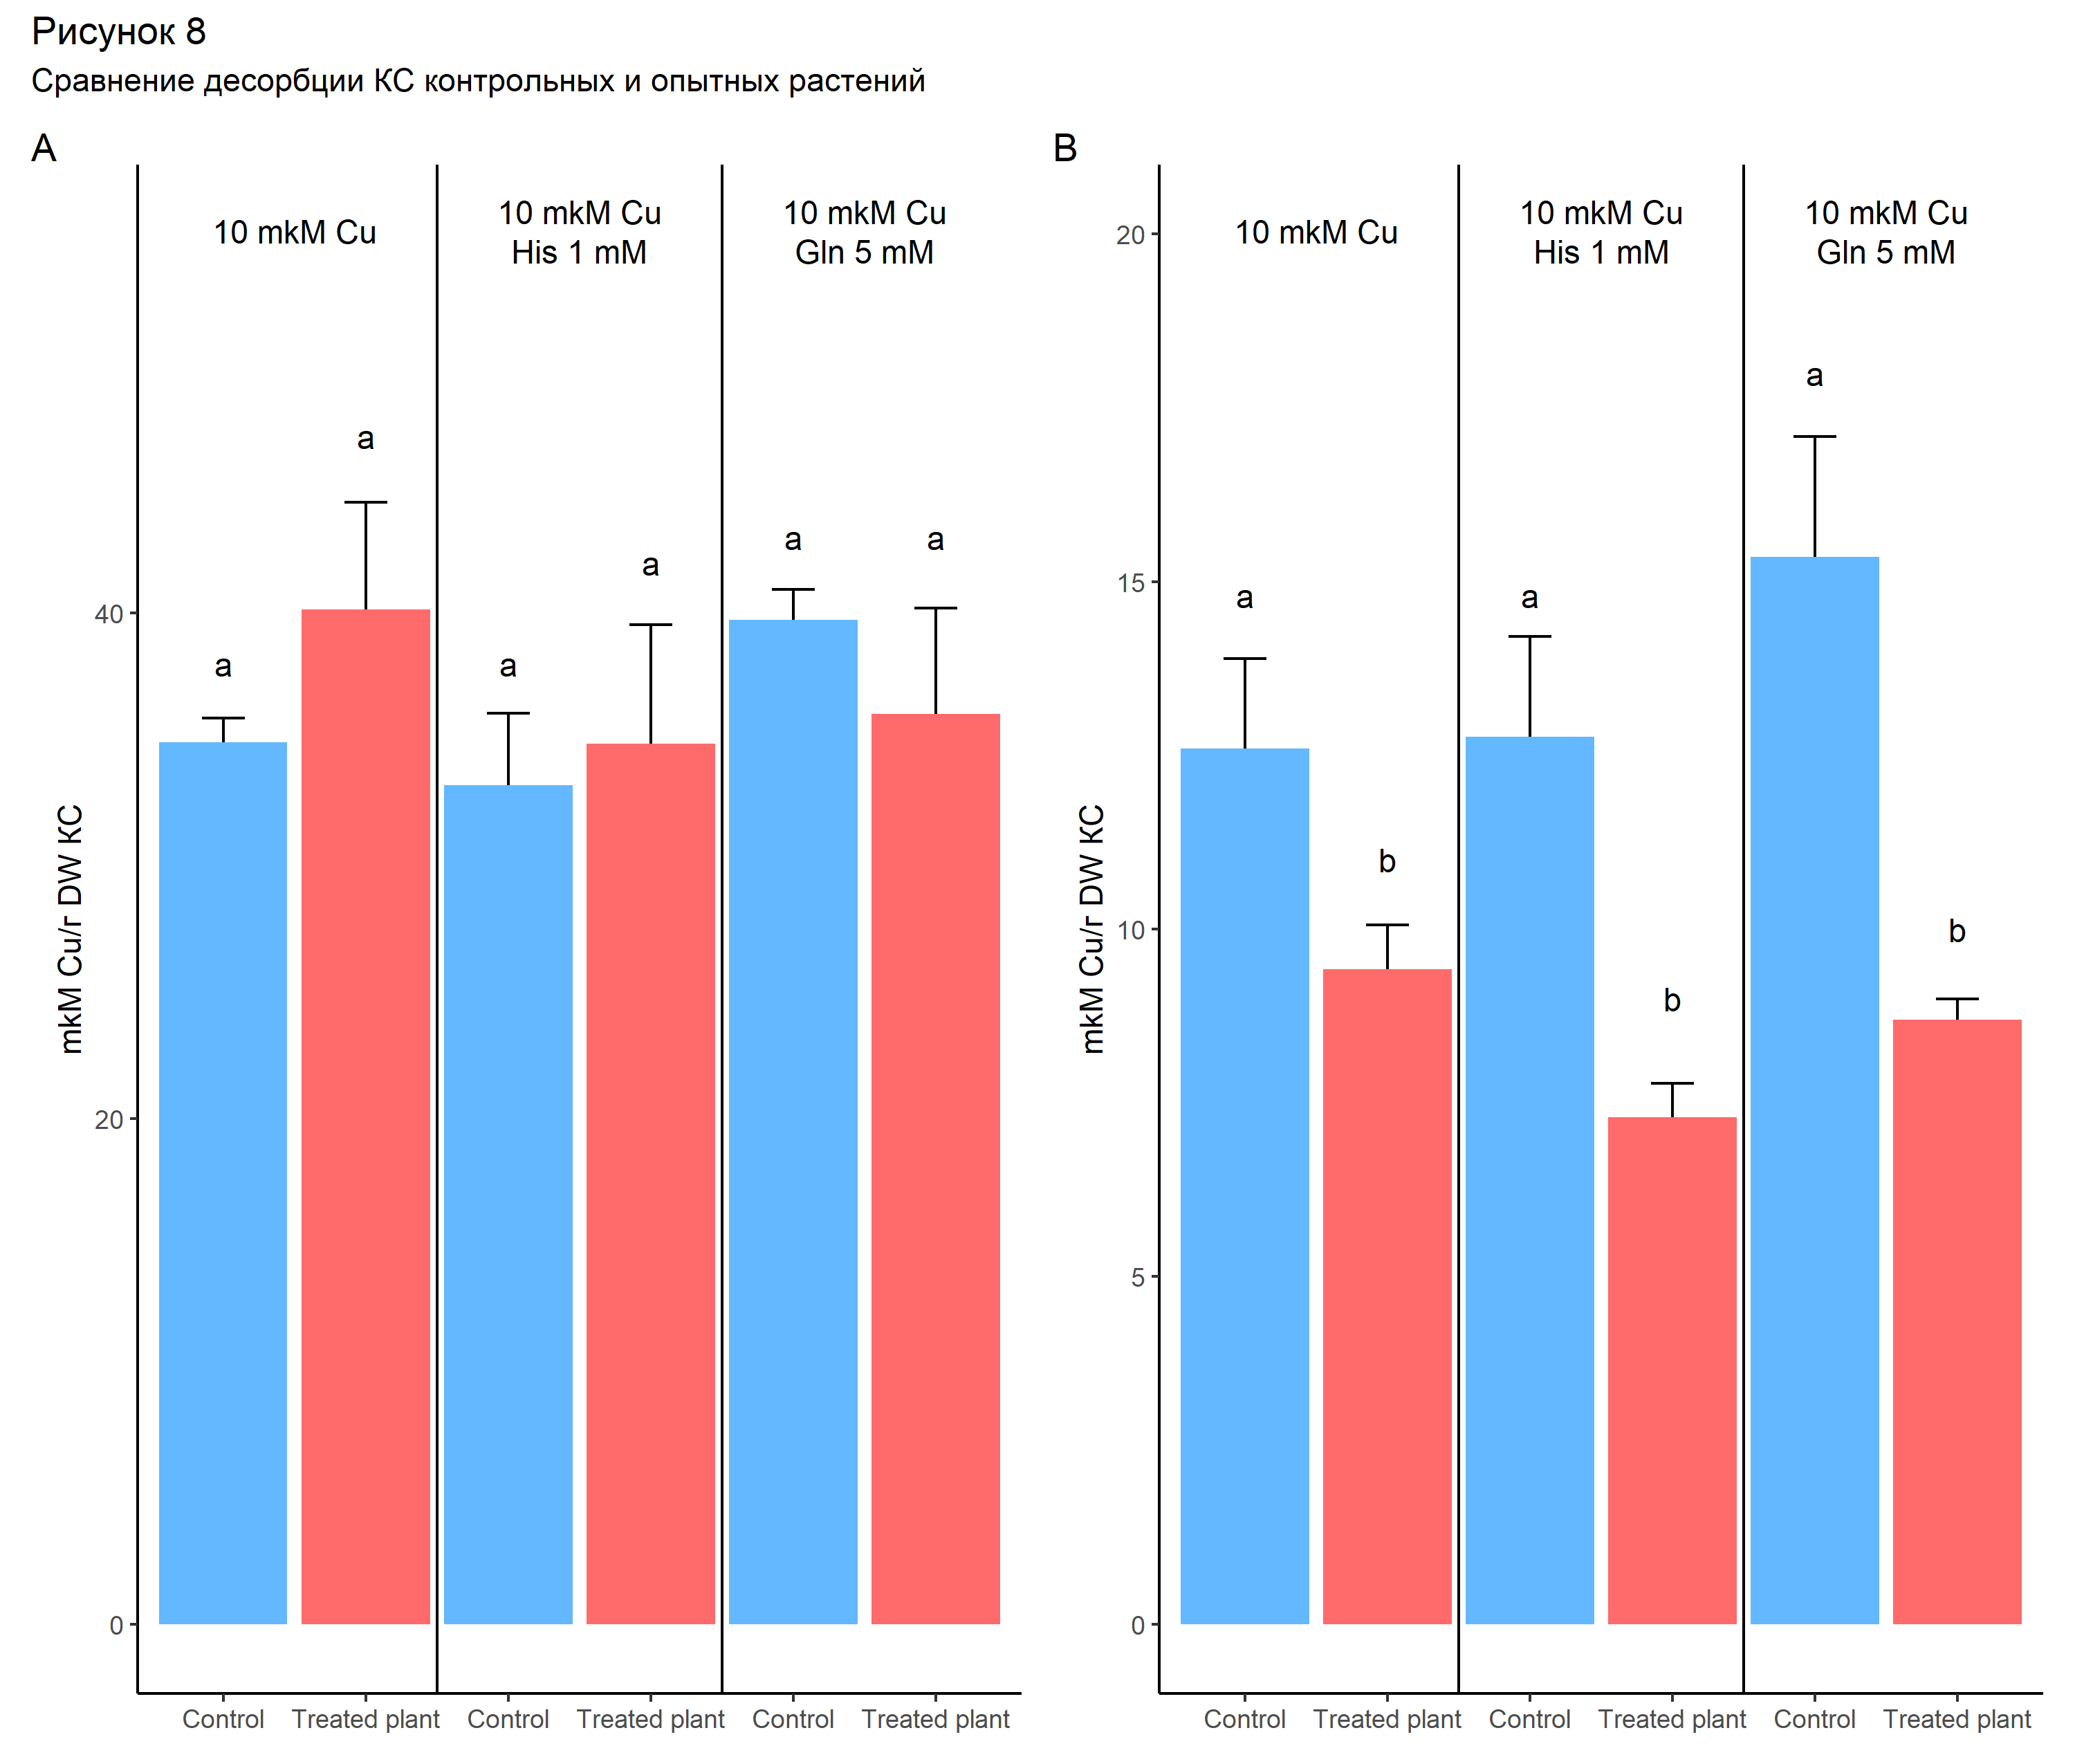 Рисунок 8
Сравнение десорбции КС контрольных и опытных растений
A
10 mkM Cu
10 mkM Cu
His 1 mM
10 mkM Cu
Gln 5 mM
a
a
a
a
a
a
40
20
0
mkM Cu/г DW КС
Control
Treated plant
Control
Treated plant
Control
Treated plant
B
10 mkM Cu
10 mkM Cu
His 1 mM
10 mkM Cu
Gln 5 mM
a
b
a
b
a
b
20
15
10
5
0
mkM Cu/г DW КС
Control
Treated plant
Control
Treated plant
Control
Treated plant